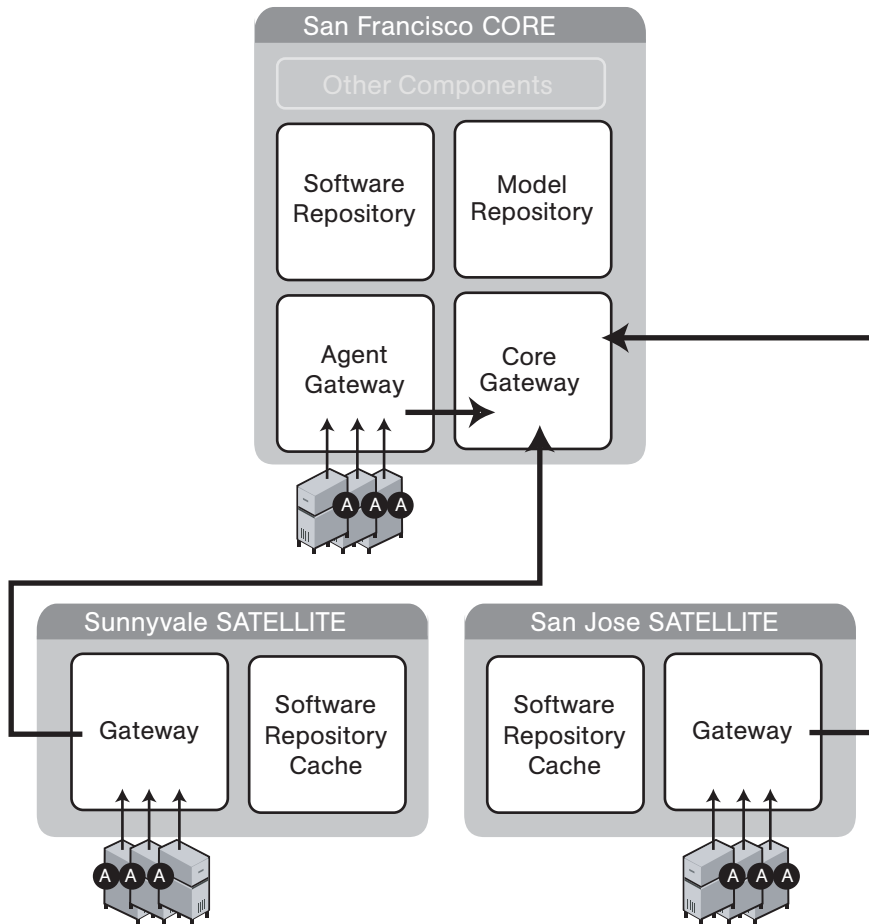 San Francisco CORE
Other Components
Software
Repository
Model
Repository
Agent
Gateway
Core
Gateway
A A A
Sunnyvale SATELLITE
Gateway
Software
Repository
Cache
A A A
San Jose SATELLITE
Software
Repository
Cache
Gateway
A A A